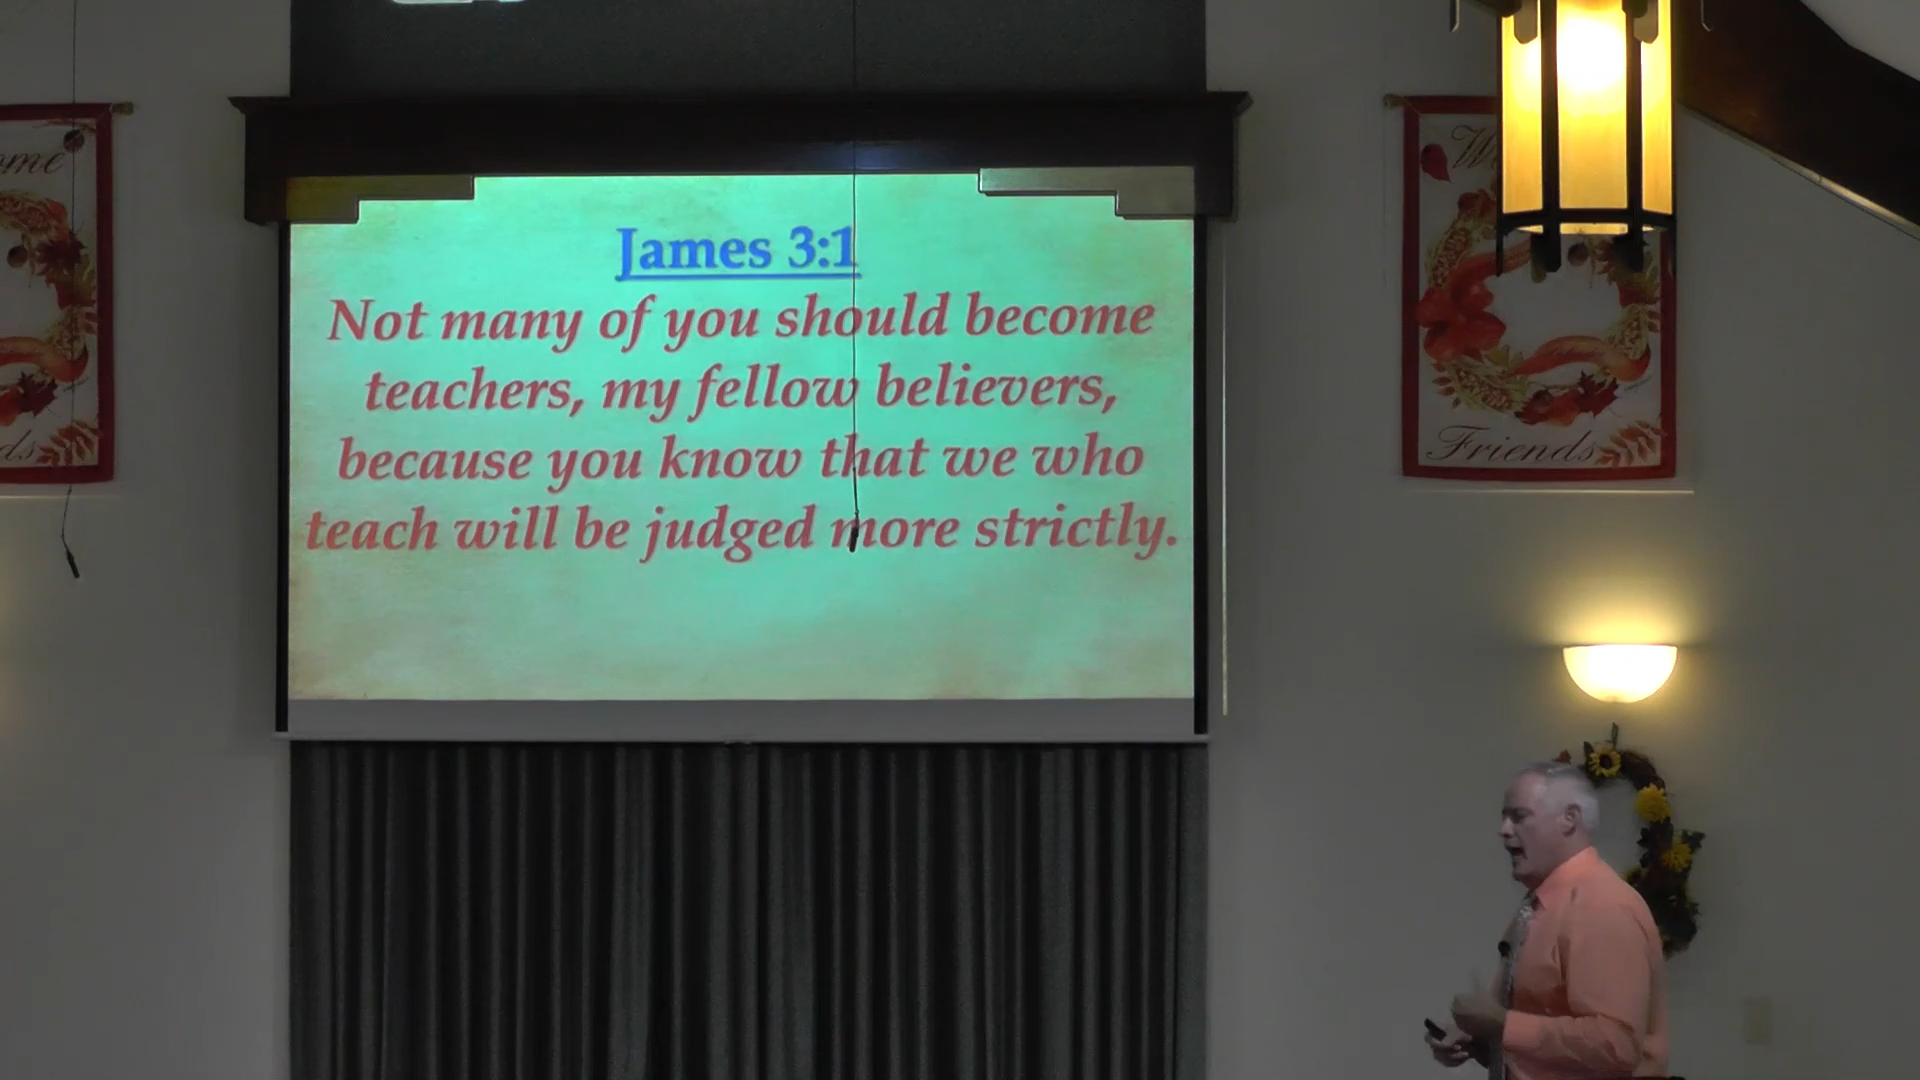 James 3:1
Not many of you should become
teachers, my fellow believers,
because you know that we who
teach will be judged more strictly.
Friends